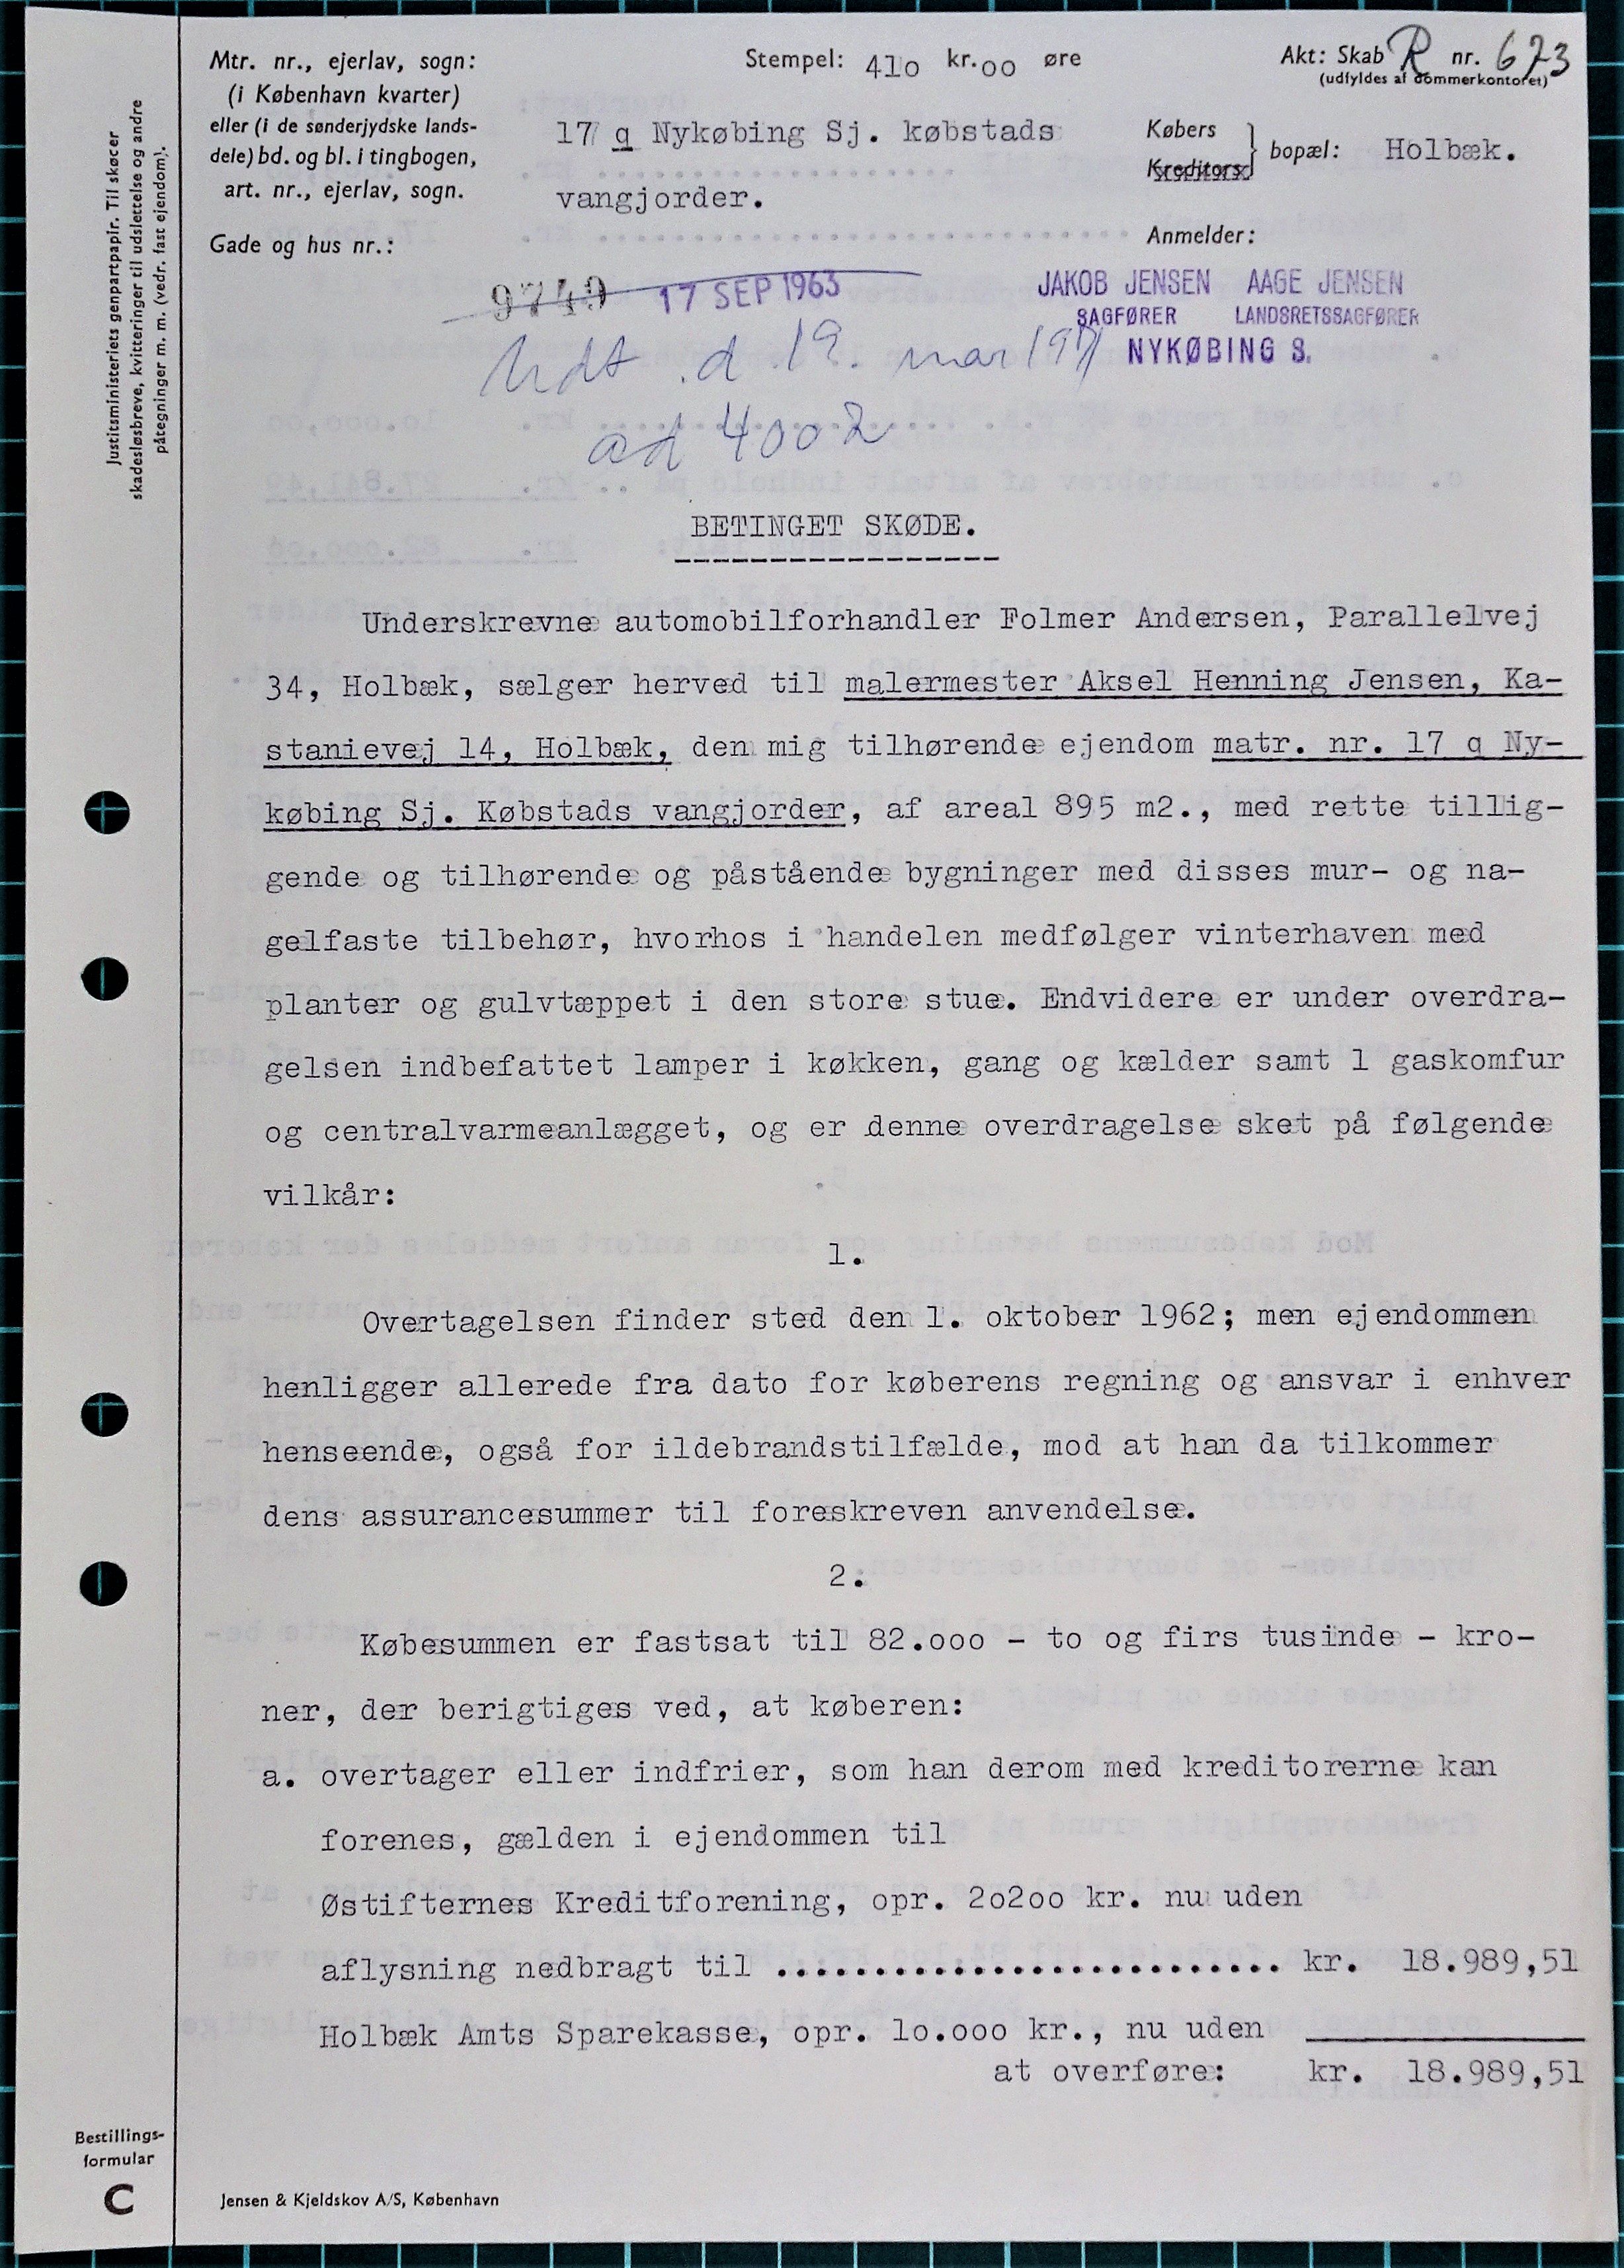 Mtr. nr., ejerlav, sogn:
(i København kvarter)
eller (i de sønderjydske lands-
dele) bd. og bl. i tingbogen,
art. nr., ejerlav, sogn.
Gade og hus nr.:
Stempel: 410 kr. 00 øre
17 q Nykøbing Sj. købstads
vangjorder.
Akt: Skab R nr. 673
(udfyldes af dommerkontoret)
Købers
Kreditors
bopæl: Holbæk.
Anmelder:
JAKOB JENSEN AAGE JENSEN
SAGFØRER LANDSRETSSAGFØRER
NYKØBING S.
9749 17 SEP 1963
d. 19. mar
ad 4002
Justitsministeriets genpartpapir. Til skøder
skadesløsbreve, kvitteringer til udslettelse og andre
påtegninger m. m. (vedr. fast ejendom).
BETINGET SKØDE.
Underskrevne automobilforhandler Folmer Andersen, Parallelvej
34, Holbæk, sælger herved til malermester Aksel Henning Jensen, Ka-
stanievej 14, Holbæk, den mig tilhørende ejendom matr. nr. 17 q Ny-
købing Sj. Købstads vangjorder, af areal 895 m2., med rette tillig-
gende og tilhørende og påstående bygninger med disses mur- og na-
gelfaste tilbehør, hvorhos i handelen medfølger vinterhaven med
planter og gulvtæppet i den store stue. Endvidere er under overdra-
gelsen indbefattet lamper i køkken, gang og kælder samt 1 gaskomfur
og centralvarmeanlægget, og er denne overdragelse sket på følgende
vilkår:
1.
Overtagelsen finder sted den 1. oktober 1962; men ejendommen
henligger allerede fra dato for køberens regning og ansvar i enhver
henseende, også for ildebrandstilfælde, mod at han da tilkommer
dens assurancesummer til foreskreven anvendelse.
2.
Købesummen er fastsat til 82.000 - to og firs tusinde - kro-
ner, der berigtiges ved, at køberen:
a. overtager eller indfrier, som han derom med kreditorerne kan
forenes, gælden i ejendommen til
Østifternes Kreditforening, opr. 20200 kr. nu uden
aflysning nedbragt til .......................... kr. 18.989,51
Holbæk Amts Sparekasse, opr. 10.000 kr., nu uden
at overføre: kr. 18.989,51
Bestillings-
formular
C
Jensen & Kjeldskov A/S, København